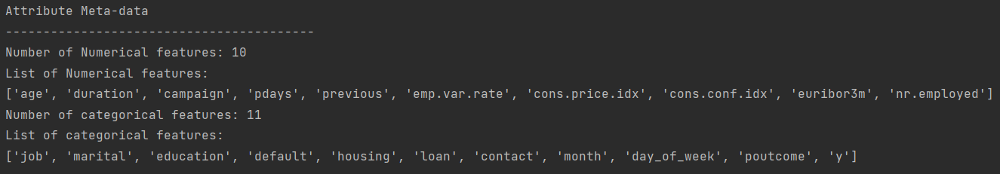 Attribute Meta-data
-----------------------------------------
Number of Numerical features: 10
List of Numerical features:
['age', 'duration', 'campaign', 'pdays', 'previous', 'emp.var.rate', 'cons.price.idx', 'cons.conf.idx', 'euribor3m', 'nr.employed']
Number of categorical features: 11
List of categorical features:
['job', 'marital', 'education', 'default', 'housing', 'loan', 'contact', 'month', 'day_of_week', 'poutcome', 'y']